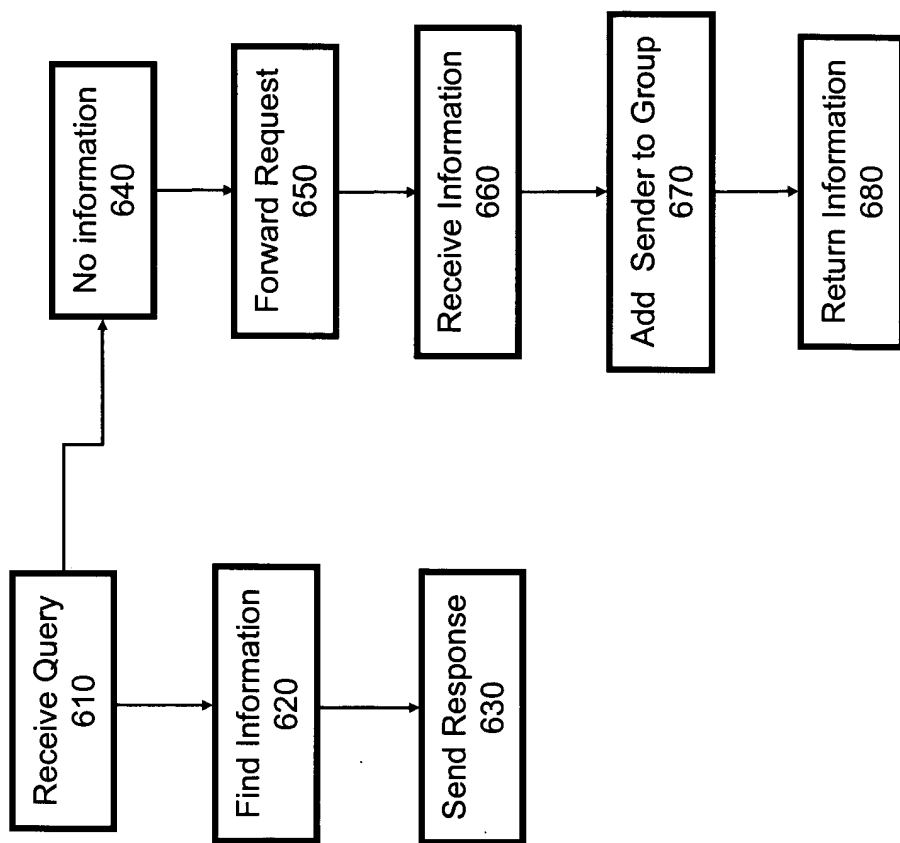 Receive Query
610
Find Information
620
Send Response
630
No information
640
Forward Request
650
Receive Information
660
Add Sender to Group
670
Return Information
680